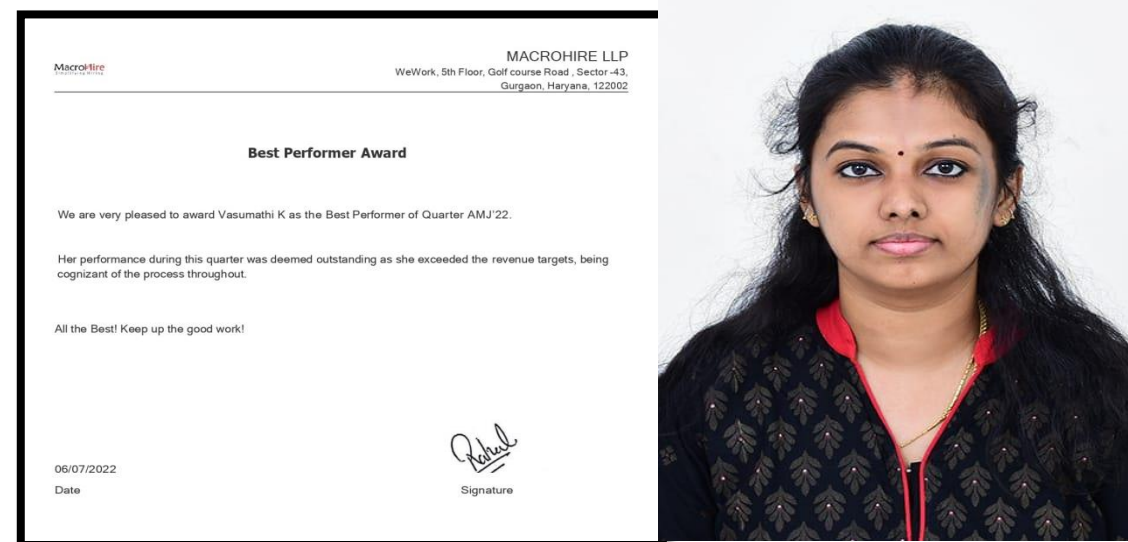 MacroHire
Simplifying Hiring
MACROHIRE LLP
WeWork, 5th Floor, Golf course Road , Sector -43,
Gurgaon, Haryana, 122002
Best Performer Award
We are very pleased to award Vasumathi K as the Best Performer of Quarter AMJ'22.
Her performance during this quarter was deemed outstanding as she exceeded the revenue targets, being
cognizant of the process throughout.
All the Best! Keep up the good work!
Rahul
06/07/2022
Date
Signature